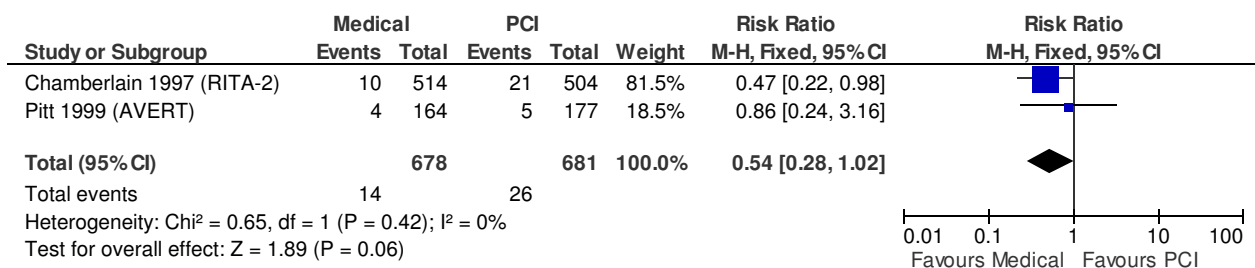 Medical PCI Risk Ratio Risk Ratio
Study or Subgroup Events Total Events Total Weight M-H, Fixed, 95% CI M-H, Fixed, 95% CI
Chamberlain 1997 (RITA-2) 10 514 21 504 81.5% 0.47 [0.22, 0.98]
Pitt 1999 (AVERT) 4 164 5 177 18.5% 0.86 [0.24, 3.16]
Total (95% CI) 678 681 100.0% 0.54 [0.28, 1.02]
Total events 14 26
Heterogeneity: Chi² = 0.65, df = 1 (P = 0.42); I² = 0%
Test for overall effect: Z = 1.89 (P = 0.06)
0.01 0.1 1 10 100
Favours Medical Favours PCI